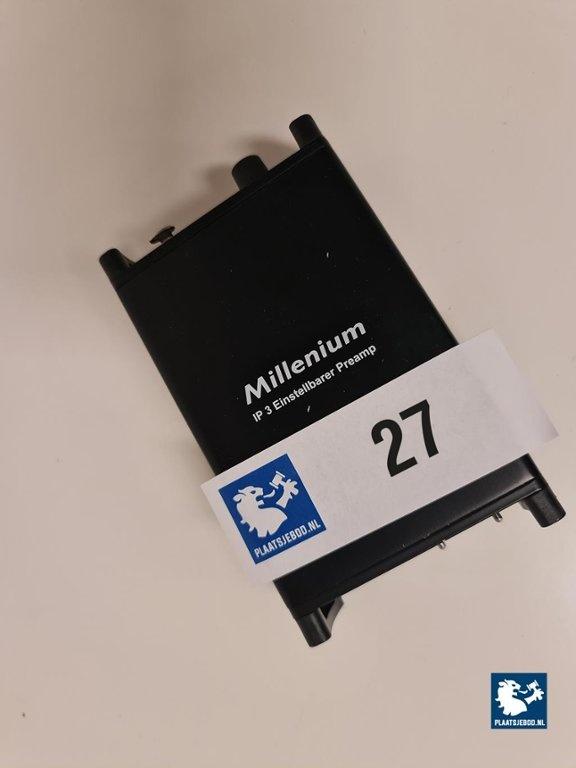 Millenium
IP 3 Einstellbarer Preamp
27
PLAATSJEBOD.NL
PLAATSJEBOD.NL